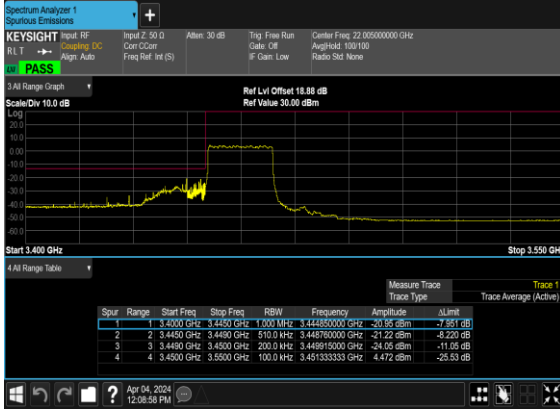 Spectrum Analyzer 1
Spurious Emissions
KEYSIGHT Input: RF Input Z: 50 Ω Atten: 30 dB Trig: Free Run Center Freq: 22.005000000 GHz
RLT Coupling: DC Corr CCorr Gate: Off Avg|Hold: 100/100
Align: Auto Freq Ref: Int (S) IF Gain: Low Radio Std: None
PASS
3 All Range Graph
Ref Lvl Offset 18.88 dB
Scale/Div 10.0 dB Ref Value 30.00 dBm
Log
20.0
10.0
0.00
-10.0
-20.0
-30.0
-40.0
-50.0
-60.0
Start 3.400 GHz Stop 3.550 GH
4 All Range Table
Measure Trace Trace 1
Trace Type Trace Average (Active)
Spur Range Start Freq Stop Freq RBW Frequency Amplitude ΔLimit
1 1 3.4000 GHz 3.4450 GHz 1.000 MHz 3.444850000 GHz -20.95 dBm -7.951 dB
2 2 3.4450 GHz 3.4490 GHz 510.0 kHz 3.448760000 GHz -21.22 dBm -8.220 dB
3 3 3.4490 GHz 3.4500 GHz 200.0 kHz 3.449915000 GHz -24.05 dBm -11.05 dB
4 4 3.4500 GHz 3.5500 GHz 100.0 kHz 3.451333333 GHz 4.472 dBm -25.53 dB
Apr 04, 2024
12:08:58 PM